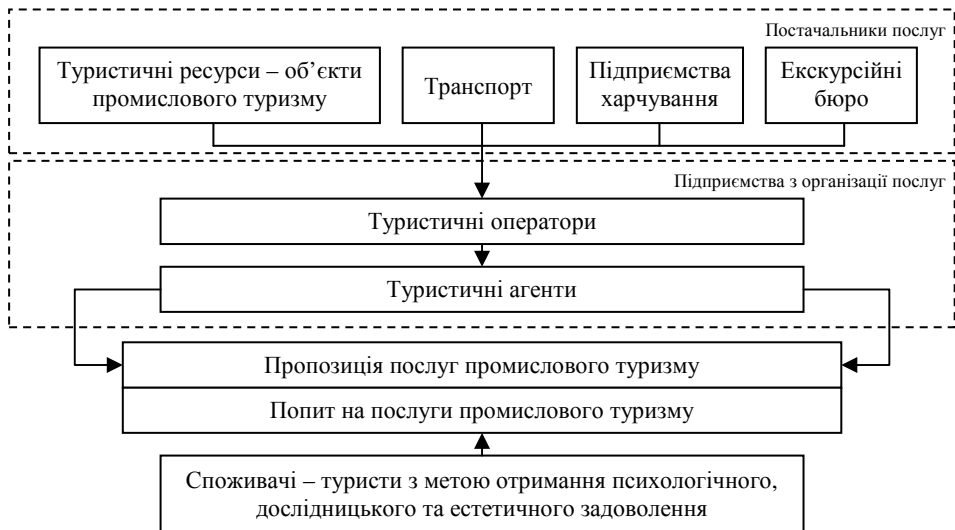 Постачальники послуг
Туристичні ресурси – об’єкти
промислового туризму
Транспорт
Підприємства
харчування
Екскурсійні
бюро
Підприємства з організації послуг
Туристичні оператори
Туристичні агенти
Пропозиція послуг промислового туризму
Попит на послуги промислового туризму
Споживачі – туристи з метою отримання психологічного,
дослідницького та естетичного задоволення